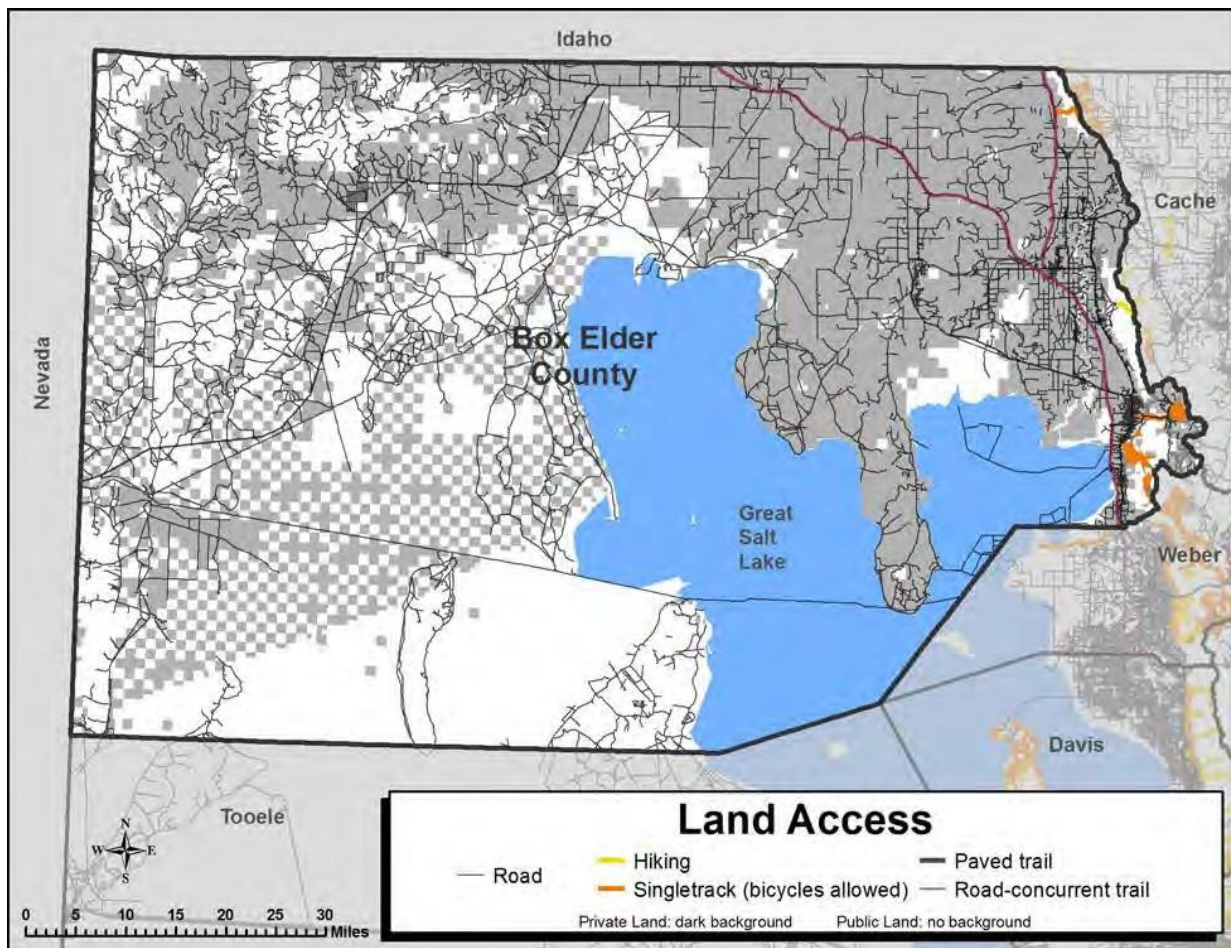 Idaho
Nevada
Cache
Box Elder
County
Great
Salt
Lake
Weber
Davis
Tooele
N
W E
S
0 5 10 15 20 25 30
Miles
Land Access
Road
Hiking
Singletrack (bicycles allowed)
Paved trail
Road-concurrent trail
Private Land: dark background Public Land: no background